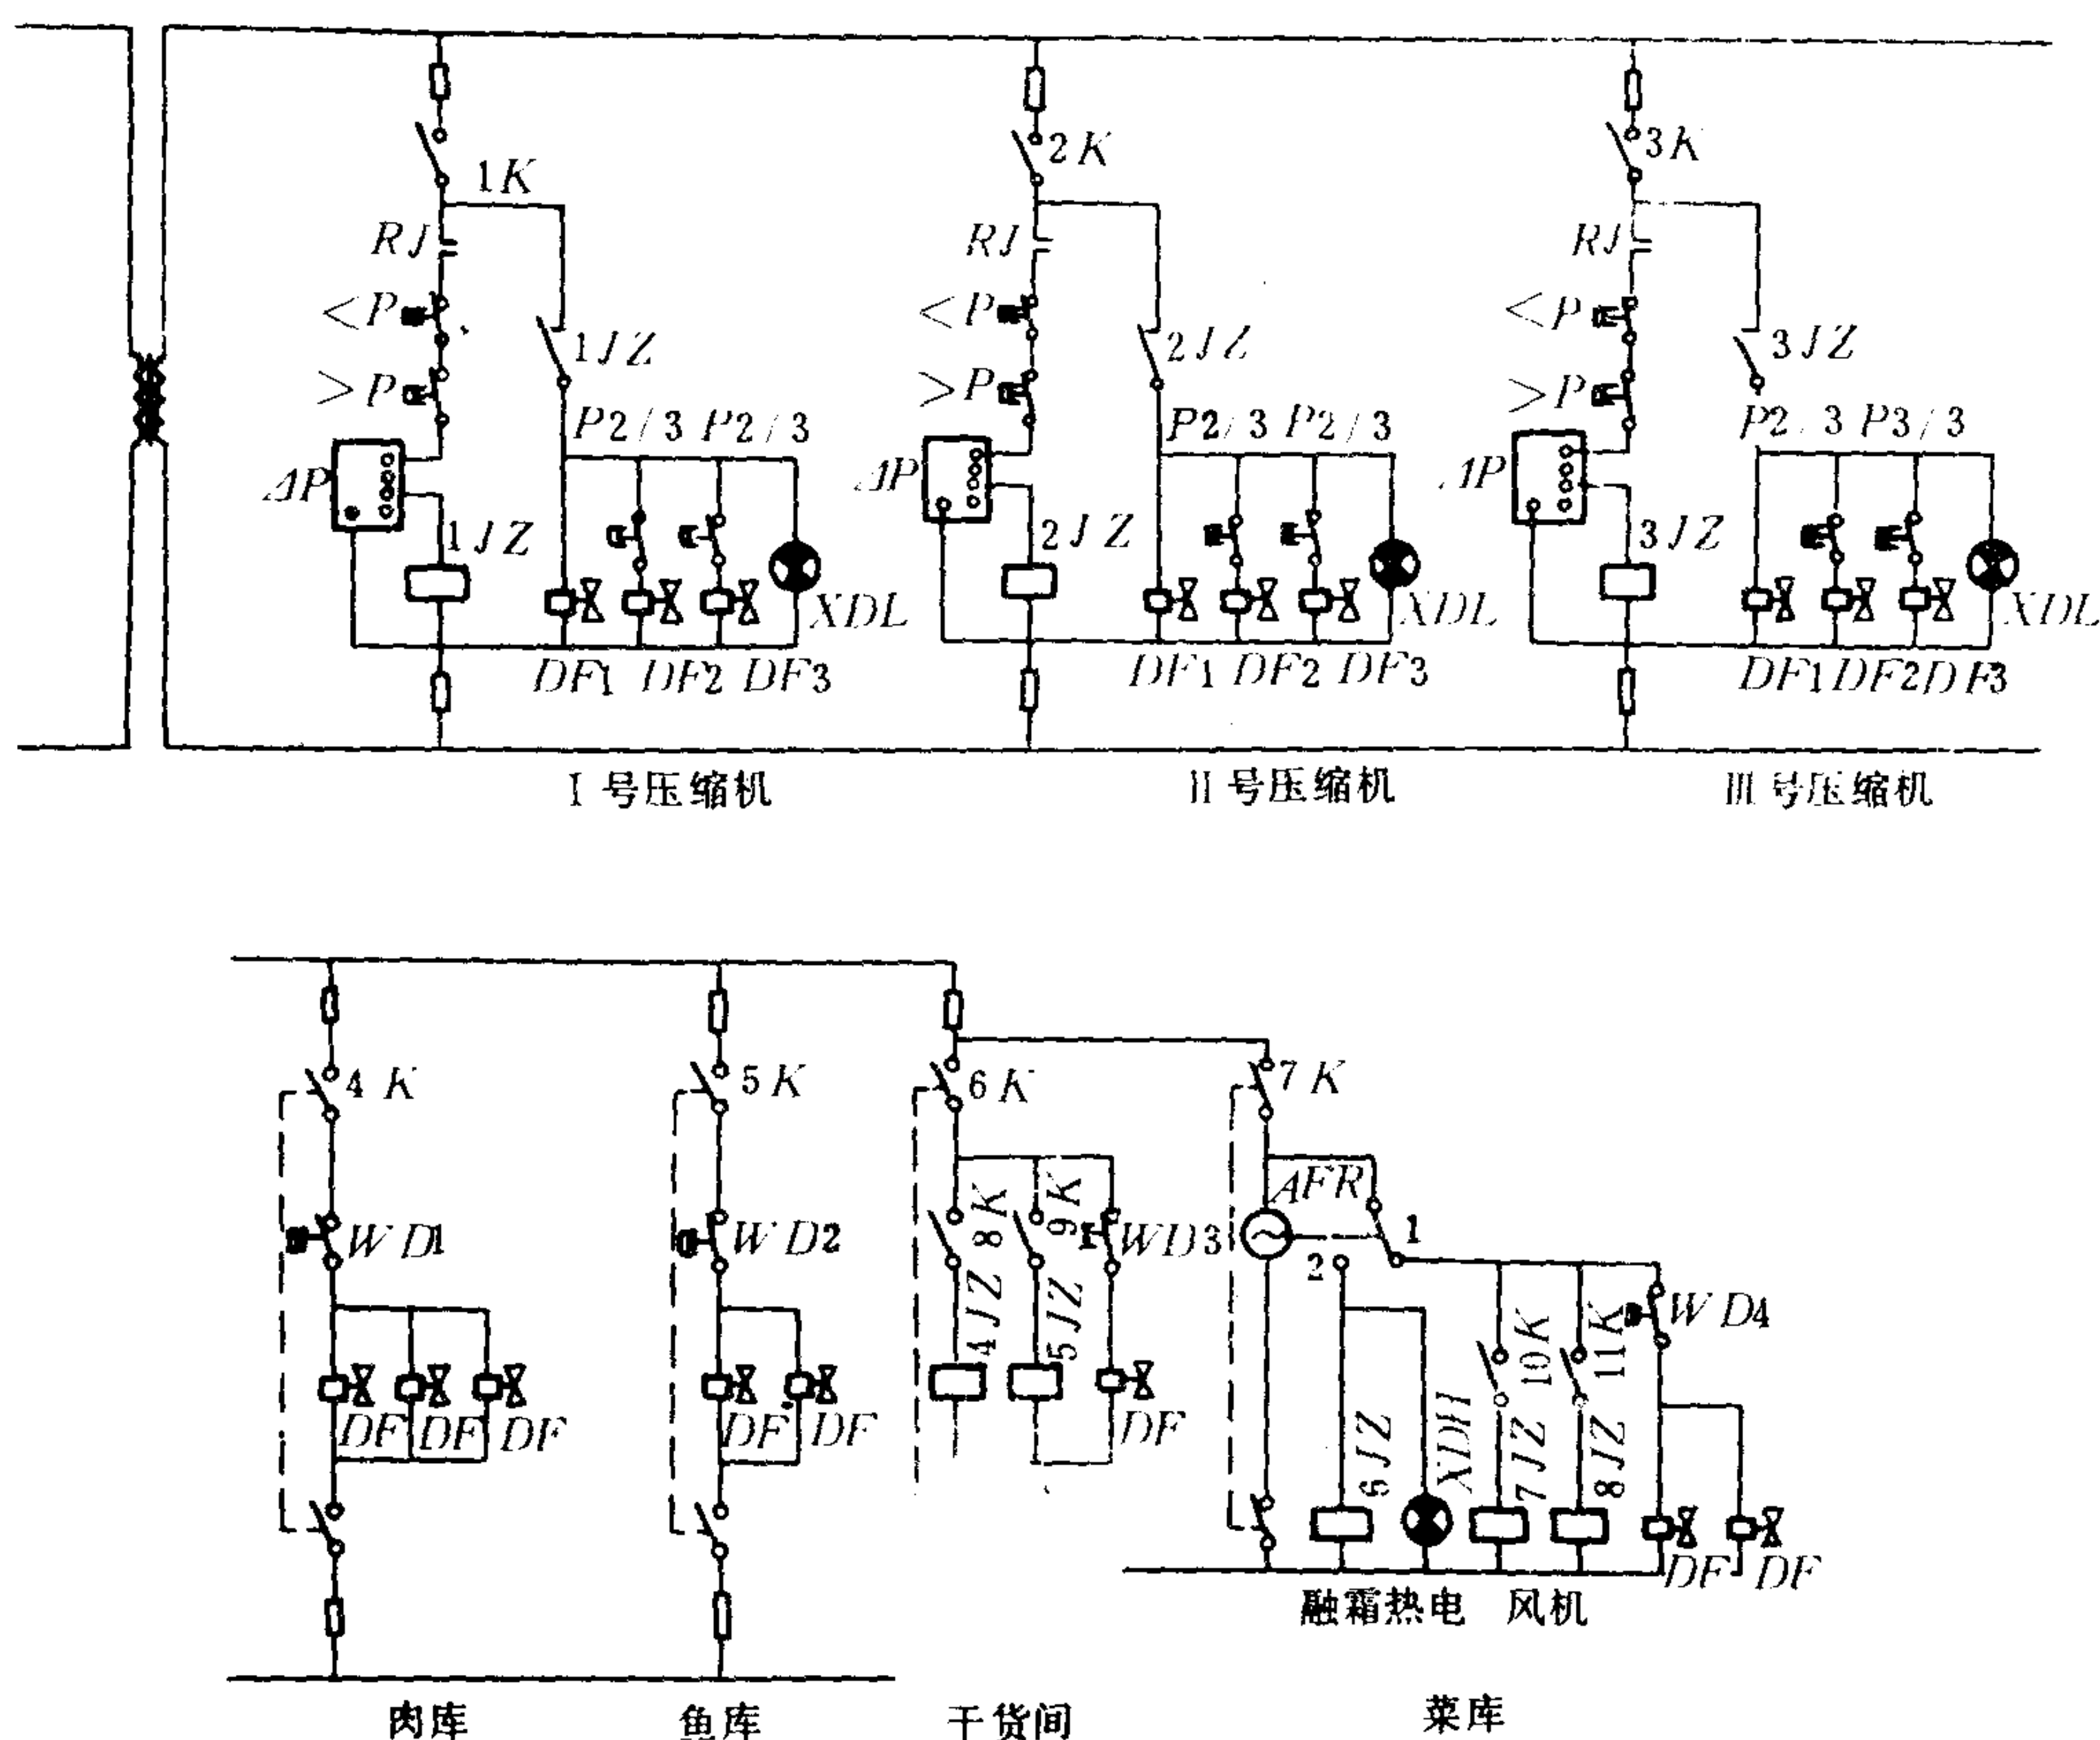 1K
2K
3K
RJ
RJ
RJ
<P
<P
<P
1JZ
2JZ
3JZ
>P
>P
>P
P2/3 P2/3
P2/3 P2/3
P2/3 P3/3
ΔP
ΔP
ΔP
1JZ
2JZ
3JZ
XDL
XDL
XDL
DF1 DF2 DF3
DF1 DF2 DF3
DF1 DF2 DF3
I号压缩机
II号压缩机
III号压缩机
4K
5K
6K
7K
AFR
8K
9K
WD1
WD2
WD3
1
2
4JZ
5JZ
10K
11K
WD4
DF DF DF
DF DF
DF
6JZ
XDH
7JZ
8JZ
DF DF
融霜热电 风机
肉库
鱼库
干货间
菜库